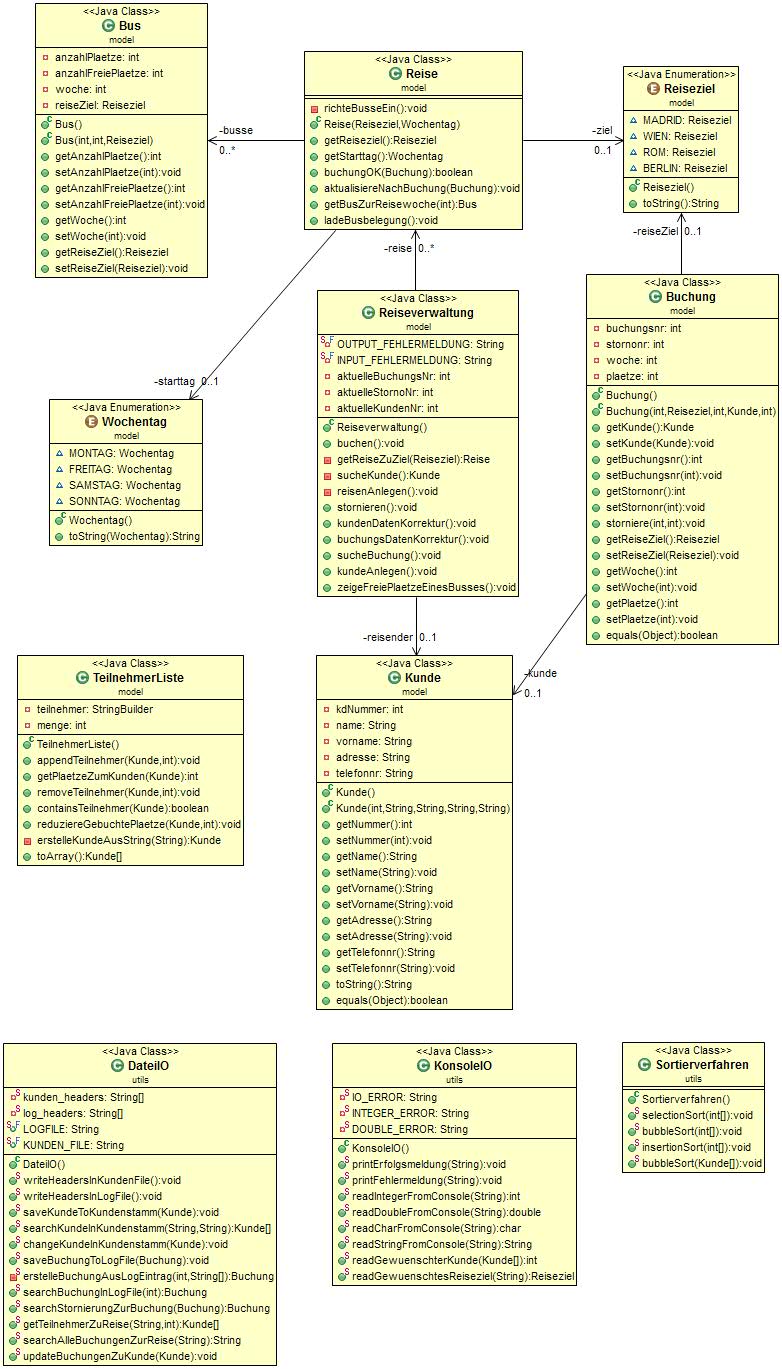 <<Java Class>>
Bus
model
anzahlPlaetze: int
anzahlFreiePlaetze: int
woche: int
reiseZiel: Reiseziel
Bus()
Bus(int,int,Reiseziel)
getAnzahlPlaetze():int
setAnzahlPlaetze(int):void
getAnzahlFreiePlaetze():int
setAnzahlFreiePlaetze(int):void
getWoche():int
setWoche(int):void
getReiseZiel():Reiseziel
setReiseZiel(Reiseziel):void
-busse
0..*
<<Java Class>>
Reise
model
richteBusseEin():void
Reise(Reiseziel,Wochentag)
getReiseziel():Reiseziel
getStarttag():Wochentag
buchungOK(Buchung):boolean
aktualisiereNachBuchung(Buchung):void
getBusZurReisewoche(int):Bus
ladeBusbelegung():void
-ziel
0..1
<<Java Enumeration>>
Reiseziel
model
MADRID: Reiseziel
WIEN: Reiseziel
ROM: Reiseziel
BERLIN: Reiseziel
Reiseziel()
toString():String
-reiseZiel 0..1
-reise 0..*
-starttag 0..1
<<Java Enumeration>>
Wochentag
model
MONTAG: Wochentag
FREITAG: Wochentag
SAMSTAG: Wochentag
SONNTAG: Wochentag
Wochentag()
toString(Wochentag):String
<<Java Class>>
Reiseverwaltung
model
OUTPUT_FEHLERMELDUNG: String
INPUT_FEHLERMELDUNG: String
aktuelleBuchungsNr: int
aktuelleStornoNr: int
aktuelleKundenNr: int
Reiseverwaltung()
buchen():void
getReiseZuZiel(Reiseziel):Reise
sucheKunde():Kunde
reisenAnlegen():void
stornieren():void
kundenDatenKorrektur():void
buchungsDatenKorrektur():void
sucheBuchung():void
kundeAnlegen():void
zeigeFreiePlaetzeEinesBusses():void
<<Java Class>>
Buchung
model
buchungsnr: int
stornonr: int
woche: int
plaetze: int
Buchung()
Buchung(int,Reiseziel,int,Kunde,int)
getKunde():Kunde
setKunde(Kunde):void
getBuchungsnr():int
setBuchungsnr(int):void
getStornonr():int
setStornonr(int):void
storniere(int,int):void
getReiseZiel():Reiseziel
setReiseZiel(Reiseziel):void
getWoche():int
setWoche(int):void
getPlaetze():int
setPlaetze(int):void
equals(Object):boolean
-reisender 0..1
-kunde
0..1
<<Java Class>>
TeilnehmerListe
model
teilnehmer: StringBuilder
menge: int
TeilnehmerListe()
appendTeilnehmer(Kunde,int):void
getPlaetzeZumKunden(Kunde):int
removeTeilnehmer(Kunde,int):void
containsTeilnehmer(Kunde):boolean
reduziereGebuchtePlaetze(Kunde,int):void
erstelleKundeAusString(String):Kunde
toArray():Kunde[]
<<Java Class>>
Kunde
model
kdNummer: int
name: String
vorname: String
adresse: String
telefonnr: String
Kunde()
Kunde(int,String,String,String,String)
getNummer():int
setNummer(int):void
getName():String
setName(String):void
getVorname():String
setVorname(String):void
getAdresse():String
setAdresse(String):void
getTelefonnr():String
setTelefonnr(String):void
toString():String
equals(Object):boolean
<<Java Class>>
DateiIO
utils
kunden_headers: String[]
log_headers: String[]
LOGFILE: String
KUNDEN_FILE: String
DateiIO()
writeHeadersInKundenFile():void
writeHeadersInLogFile():void
saveKundeToKundenstamm(Kunde):void
searchKundeInKundenstamm(String,String):Kunde[]
changeKundeInKundenstamm(Kunde):void
saveBuchungToLogFile(Buchung):void
erstelleBuchungAusLogEintrag(int,String[]):Buchung
searchBuchungInLogFile(int):Buchung
searchStornierungZurBuchung(Buchung):Buchung
getTeilnehmerZuReise(String,int):Kunde[]
searchAlleBuchungenZurReise(String):String
updateBuchungenZuKunde(Kunde):void
<<Java Class>>
KonsoleIO
utils
IO_ERROR: String
INTEGER_ERROR: String
DOUBLE_ERROR: String
KonsoleIO()
printErfolgsmeldung(String):void
printFehlermeldung(String):void
readIntegerFromConsole(String):int
readDoubleFromConsole(String):double
readCharFromConsole(String):char
readStringFromConsole(String):String
readGewuenschterKunde(Kunde[]):int
readGewuenschtesReiseziel(String):Reiseziel
<<Java Class>>
Sortierverfahren
utils
Sortierverfahren()
selectionSort(int[]):void
bubbleSort(int[]):void
insertionSort(int[]):void
bubbleSort(Kunde[]):void